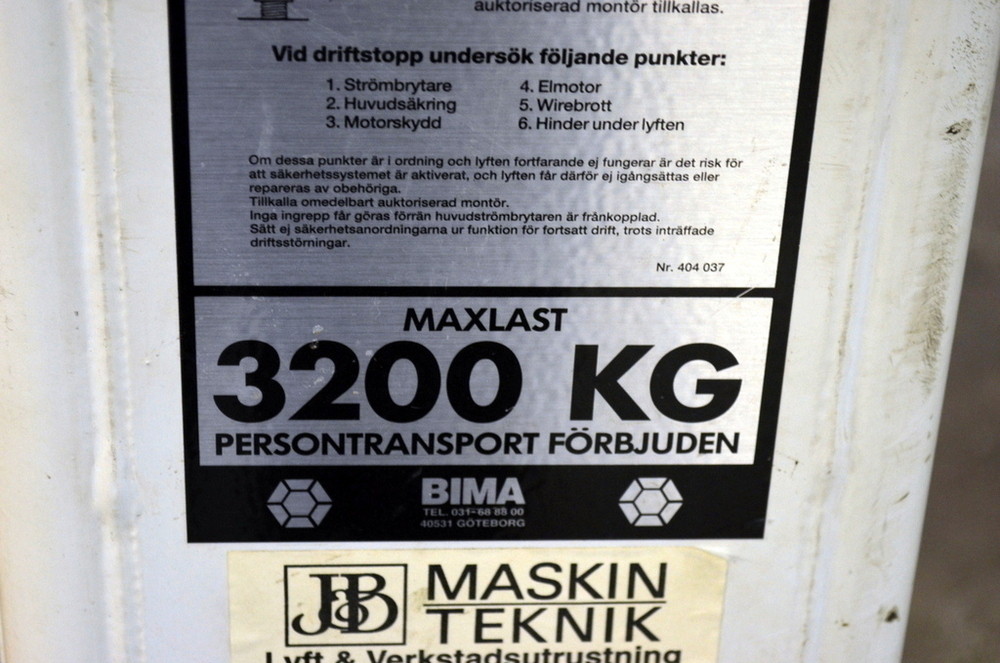 auktoriserad montör tillkallas.
Vid driftstopp undersök följande punkter:
1. Strömbrytare
2. Huvudsäkring
3. Motorskydd
4. Elmotor
5. Wirebrott
6. Hinder under lyften
Om dessa punkter är i ordning och lyften fortfarande ej fungerar är det risk för
att säkerhetssystemet är aktiverat, och lyften får därför ej igångsättas eller
repareras av obehöriga.
Tillkalla omedelbart auktoriserad montör.
Inga ingrepp får göras förrän huvudströmbrytaren är frånkopplad.
Sätt ej säkerhetsanordningarna ur funktion för fortsatt drift, trots inträffade
driftsstörningar.
Nr. 404 037
MAXLAST
3200 KG
PERSONTRANSPORT FÖRBJUDEN
BIMA
TEL. 031-68 88 00
40531 GÖTEBORG
J&B
MASKIN
TEKNIK
Lyft & Verkstadsutrustning